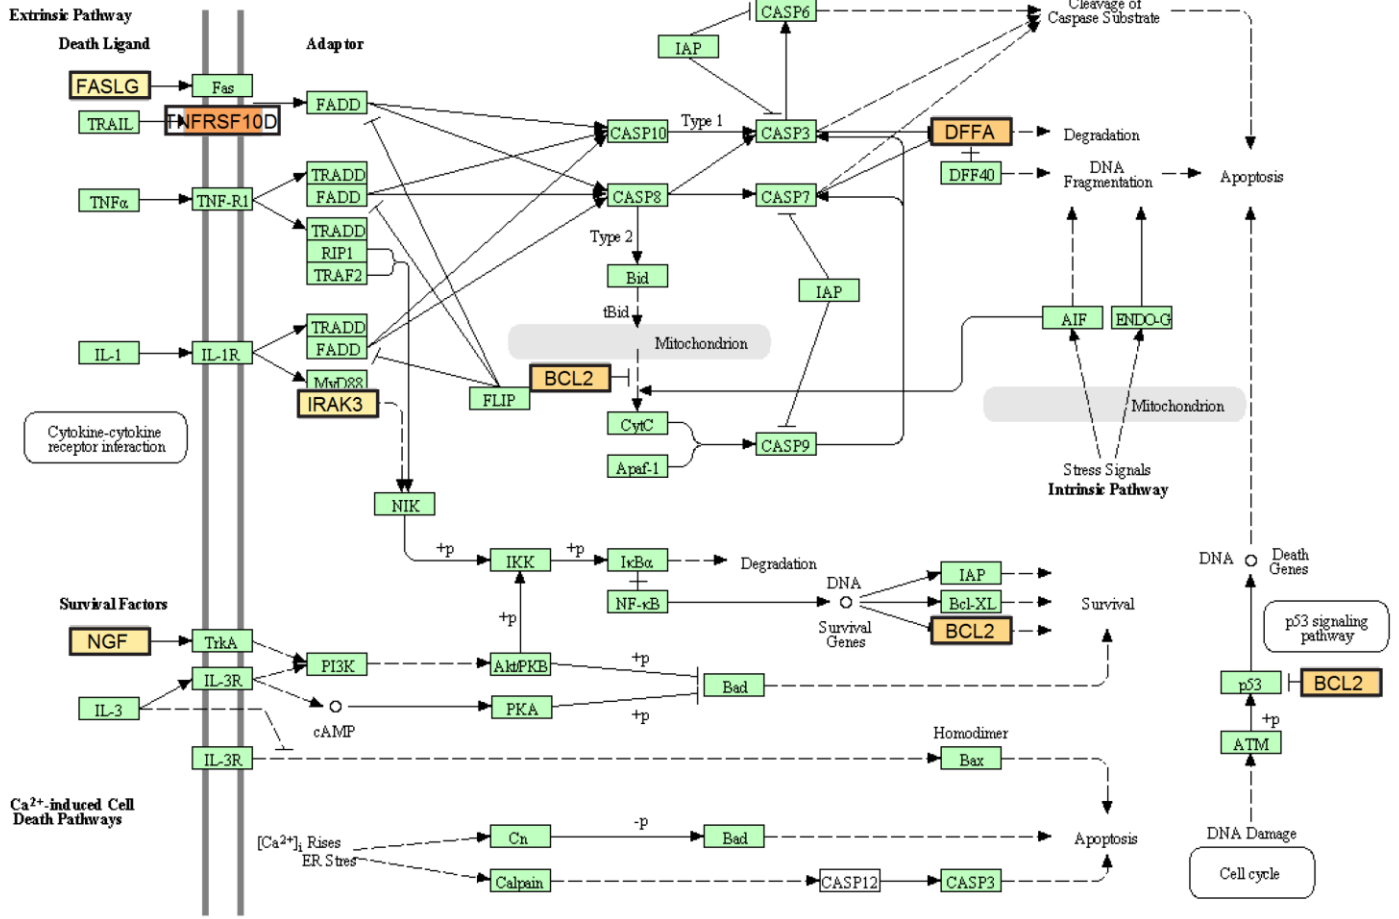 Extrinsic Pathway
Cleavage of
Caspase Substrate
CASP6
Death Ligand
Adaptor
IAP
FASLG
Fas
FADD
TRAIL
TNFRSF10D
CASP10
Type 1
CASP3
DFFA
Degradation
TRADD
FADD
TNFα
TNF-R1
CASP8
CASP7
DFF40
DNA
Fragmentation
Apoptosis
TRADD
RIP1
TRAF2
Type 2
Bid
IAP
tBid
AIF
ENDO-G
TRADD
FADD
IL-1
IL-1R
Mitochondrion
MyD88
IRAK3
FLIP
BCL2
Mitochondrion
CytC
Cytokine-cytokine
receptor interaction
CASP9
Apaf-1
Stress Signals
Intrinsic Pathway
NIK
+p
IKK
+p
IκBα
Degradation
DNA
Death
Genes
NF-κB
DNA
Survival
Genes
IAP
Bcl-XL
BCL2
Survival
Survival Factors
+p
p53 signaling
pathway
NGF
TrkA
PI3K
Akt/PKB
+p
Bad
IL-3R
IL-3
cAMP
PKA
+p
p53
BCL2
+p
ATM
IL-3R
Homodimer
Bax
Ca2+-induced Cell
Death Pathways
[Ca2+]i Rises
ER Stres
Cn
-p
Bad
Apoptosis
DNA Damage
Calpain
CASP12
CASP3
Cell cycle